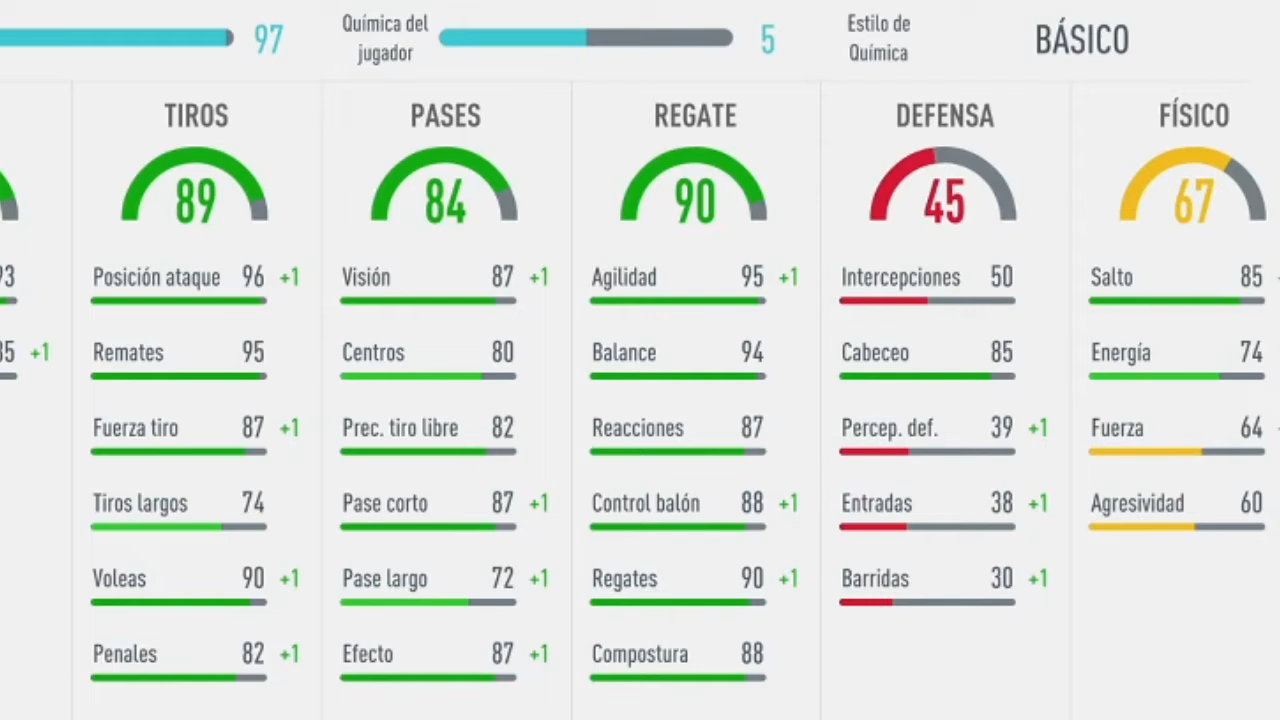 97
Química del
jugador
5
Estilo de
Química
BÁSICO
TIROS
89
Posición ataque 96 +1
Remates 95
Fuerza tiro 87 +1
Tiros largos 74
Voleas 90 +1
Penales 82 +1
PASES
84
Visión 87 +1
Centros 80
Prec. tiro libre 82
Pase corto 87 +1
Pase largo 72 +1
Efecto 87 +1
REGATE
90
Agilidad 95 +1
Balance 94
Reacciones 87
Control balón 88 +1
Regates 90 +1
Compostura 88
DEFENSA
45
Intercepciones 50
Cabeceo 85
Percep. def. 39 +1
Entradas 38 +1
Barridas 30 +1
FÍSICO
67
Salto 85
Energía 74
Fuerza 64
Agresividad 60
+1